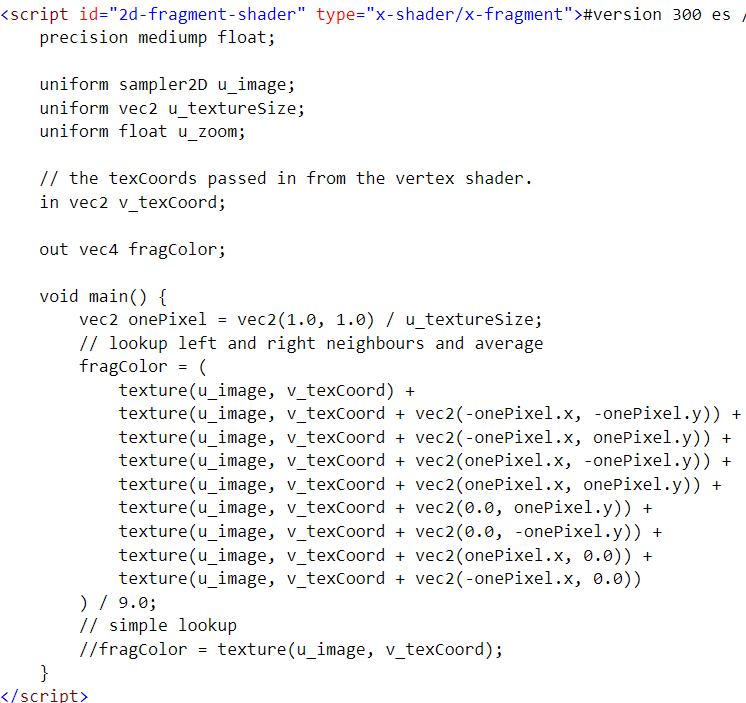 <script id="2d-fragment-shader" type="x-shader/x-fragment">#version 300 es /
precision mediump float;
uniform sampler2D u_image;
uniform vec2 u_textureSize;
uniform float u_zoom;
// the texCoords passed in from the vertex shader.
in vec2 v_texCoord;
out vec4 fragColor;
void main() {
vec2 onePixel = vec2(1.0, 1.0) / u_textureSize;
// lookup left and right neighbours and average
fragColor = (
texture(u_image, v_texCoord) +
texture(u_image, v_texCoord + vec2(-onePixel.x, -onePixel.y)) +
texture(u_image, v_texCoord + vec2(-onePixel.x, onePixel.y)) +
texture(u_image, v_texCoord + vec2(onePixel.x, -onePixel.y)) +
texture(u_image, v_texCoord + vec2(onePixel.x, onePixel.y)) +
texture(u_image, v_texCoord + vec2(0.0, onePixel.y)) +
texture(u_image, v_texCoord + vec2(0.0, -onePixel.y)) +
texture(u_image, v_texCoord + vec2(onePixel.x, 0.0)) +
texture(u_image, v_texCoord + vec2(-onePixel.x, 0.0))
) / 9.0;
// simple lookup
//fragColor = texture(u_image, v_texCoord);
}
</script>